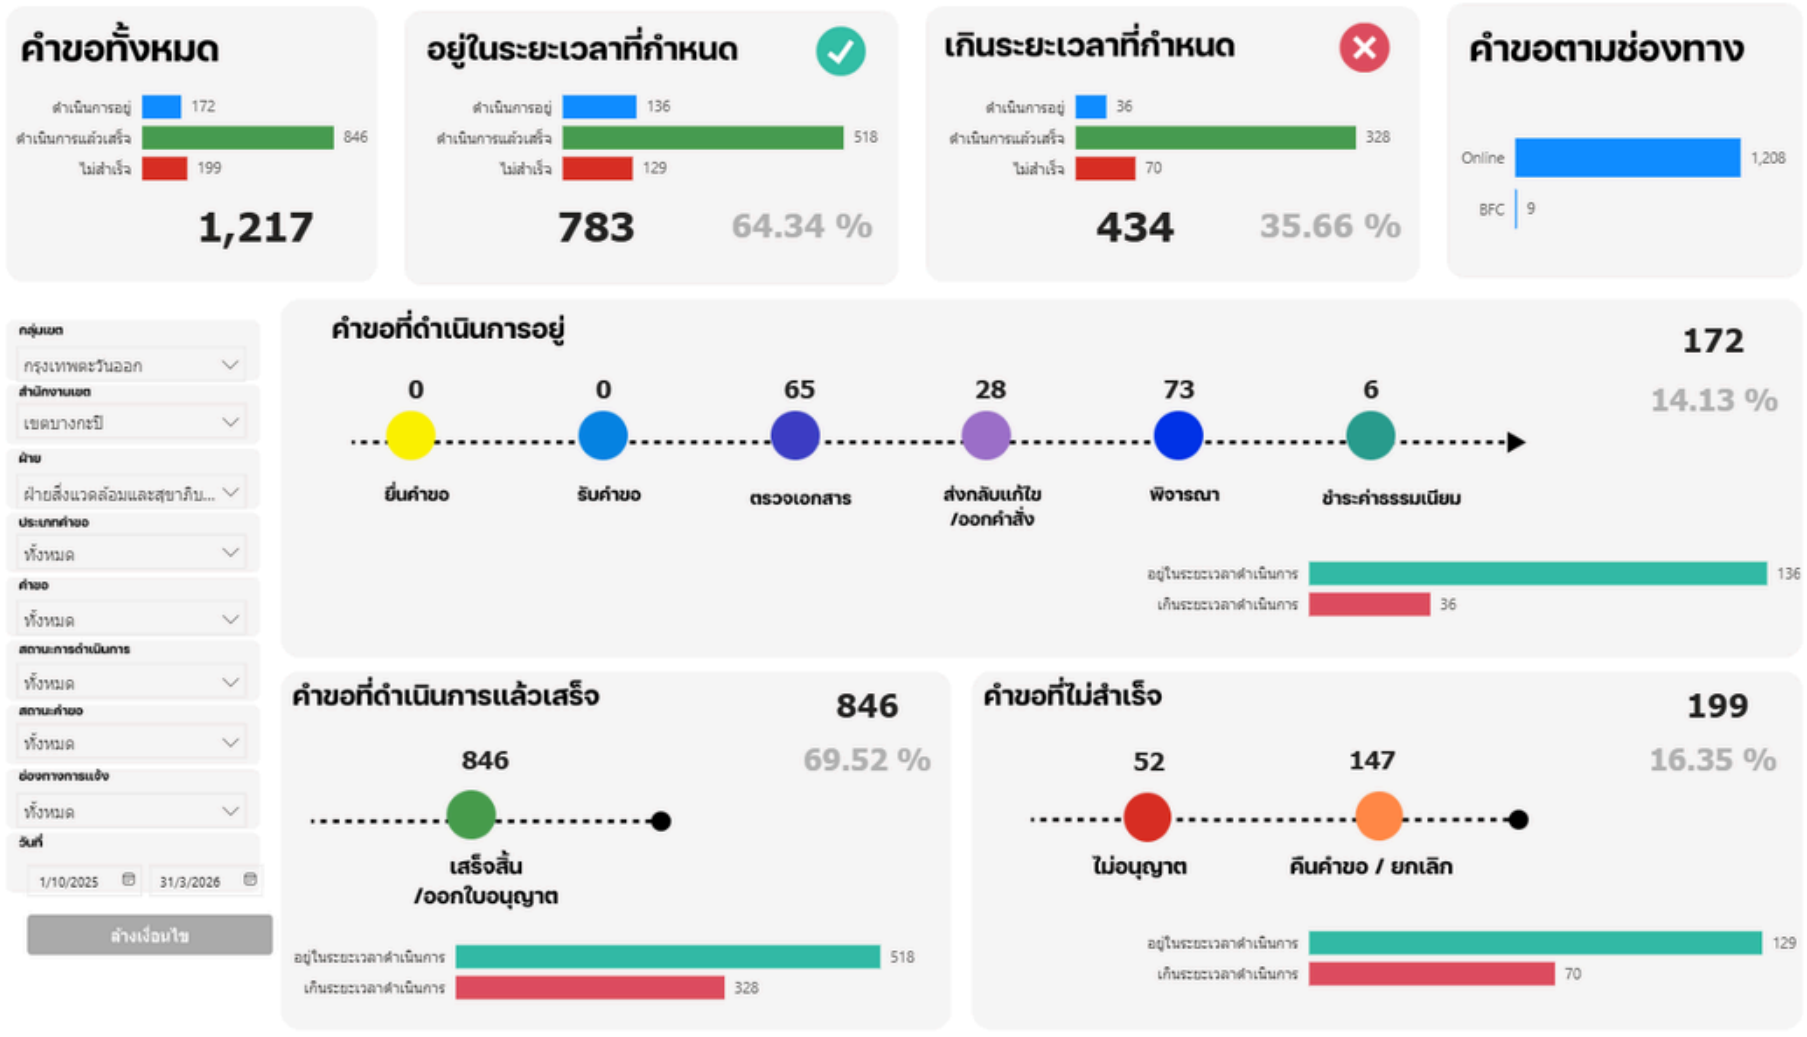 คำขอทั้งหมด
ดำเนินการอยู่ 172
ดำเนินการแล้วเสร็จ 846
ไม่สำเร็จ 199
1,217
อยู่ในระยะเวลาที่กำหนด
ดำเนินการอยู่ 136
ดำเนินการแล้วเสร็จ 518
ไม่สำเร็จ 129
783 64.34 %
เกินระยะเวลาที่กำหนด
ดำเนินการอยู่ 36
ดำเนินการแล้วเสร็จ 328
ไม่สำเร็จ 70
434 35.66 %
คำขอตามช่องทาง
Online 1,208
BFC 9
กลุ่มเขต
กรุงเทพตะวันออก
สำนักงานเขต
เขตบางกะปิ
ฝ่าย
ฝ่ายสิ่งแวดล้อมและสุขาภิบ...
ประเภทคำขอ
ทั้งหมด
คำขอ
ทั้งหมด
สถานะการดำเนินการ
ทั้งหมด
สถานะคำขอ
ทั้งหมด
ช่องทางการแจ้ง
ทั้งหมด
วันที่
1/10/2025 31/3/2026
ล้างเงื่อนไข
คำขอที่ดำเนินการอยู่
172
14.13 %
0 0 65 28 73 6
ยื่นคำขอ รับคำขอ ตรวจเอกสาร ส่งกลับแก้ไข พิจารณา ชำระค่าธรรมเนียม
/ออกคำสั่ง
อยู่ในระยะเวลาดำเนินการ 136
เกินระยะเวลาดำเนินการ 36
คำขอที่ดำเนินการแล้วเสร็จ
846
69.52 %
846
เสร็จสิ้น
/ออกใบอนุญาต
อยู่ในระยะเวลาดำเนินการ 518
เกินระยะเวลาดำเนินการ 328
คำขอที่ไม่สำเร็จ
199
16.35 %
52 147
ไม่อนุญาต คืนคำขอ / ยกเลิก
อยู่ในระยะเวลาดำเนินการ 129
เกินระยะเวลาดำเนินการ 70